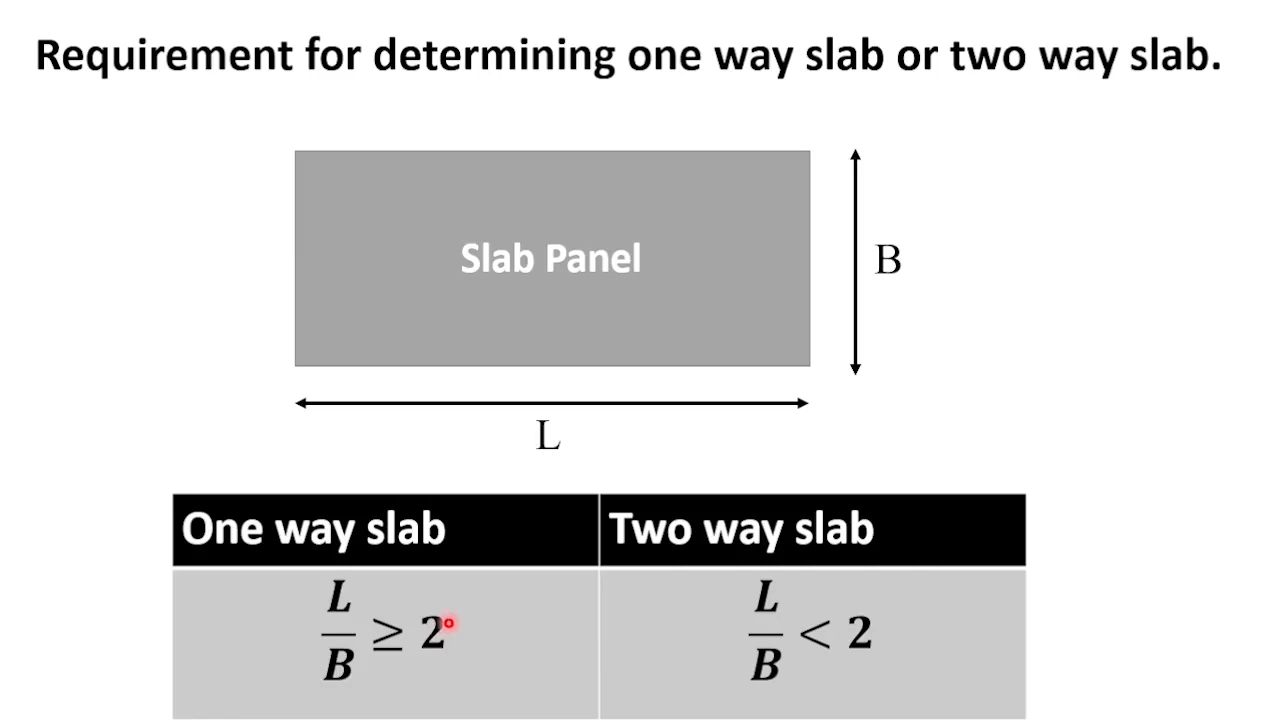 Requirement for determining one way slab or two way slab.
Slab Panel
B
L
One way slab Two way slab
L/B ≥ 2 L/B < 2